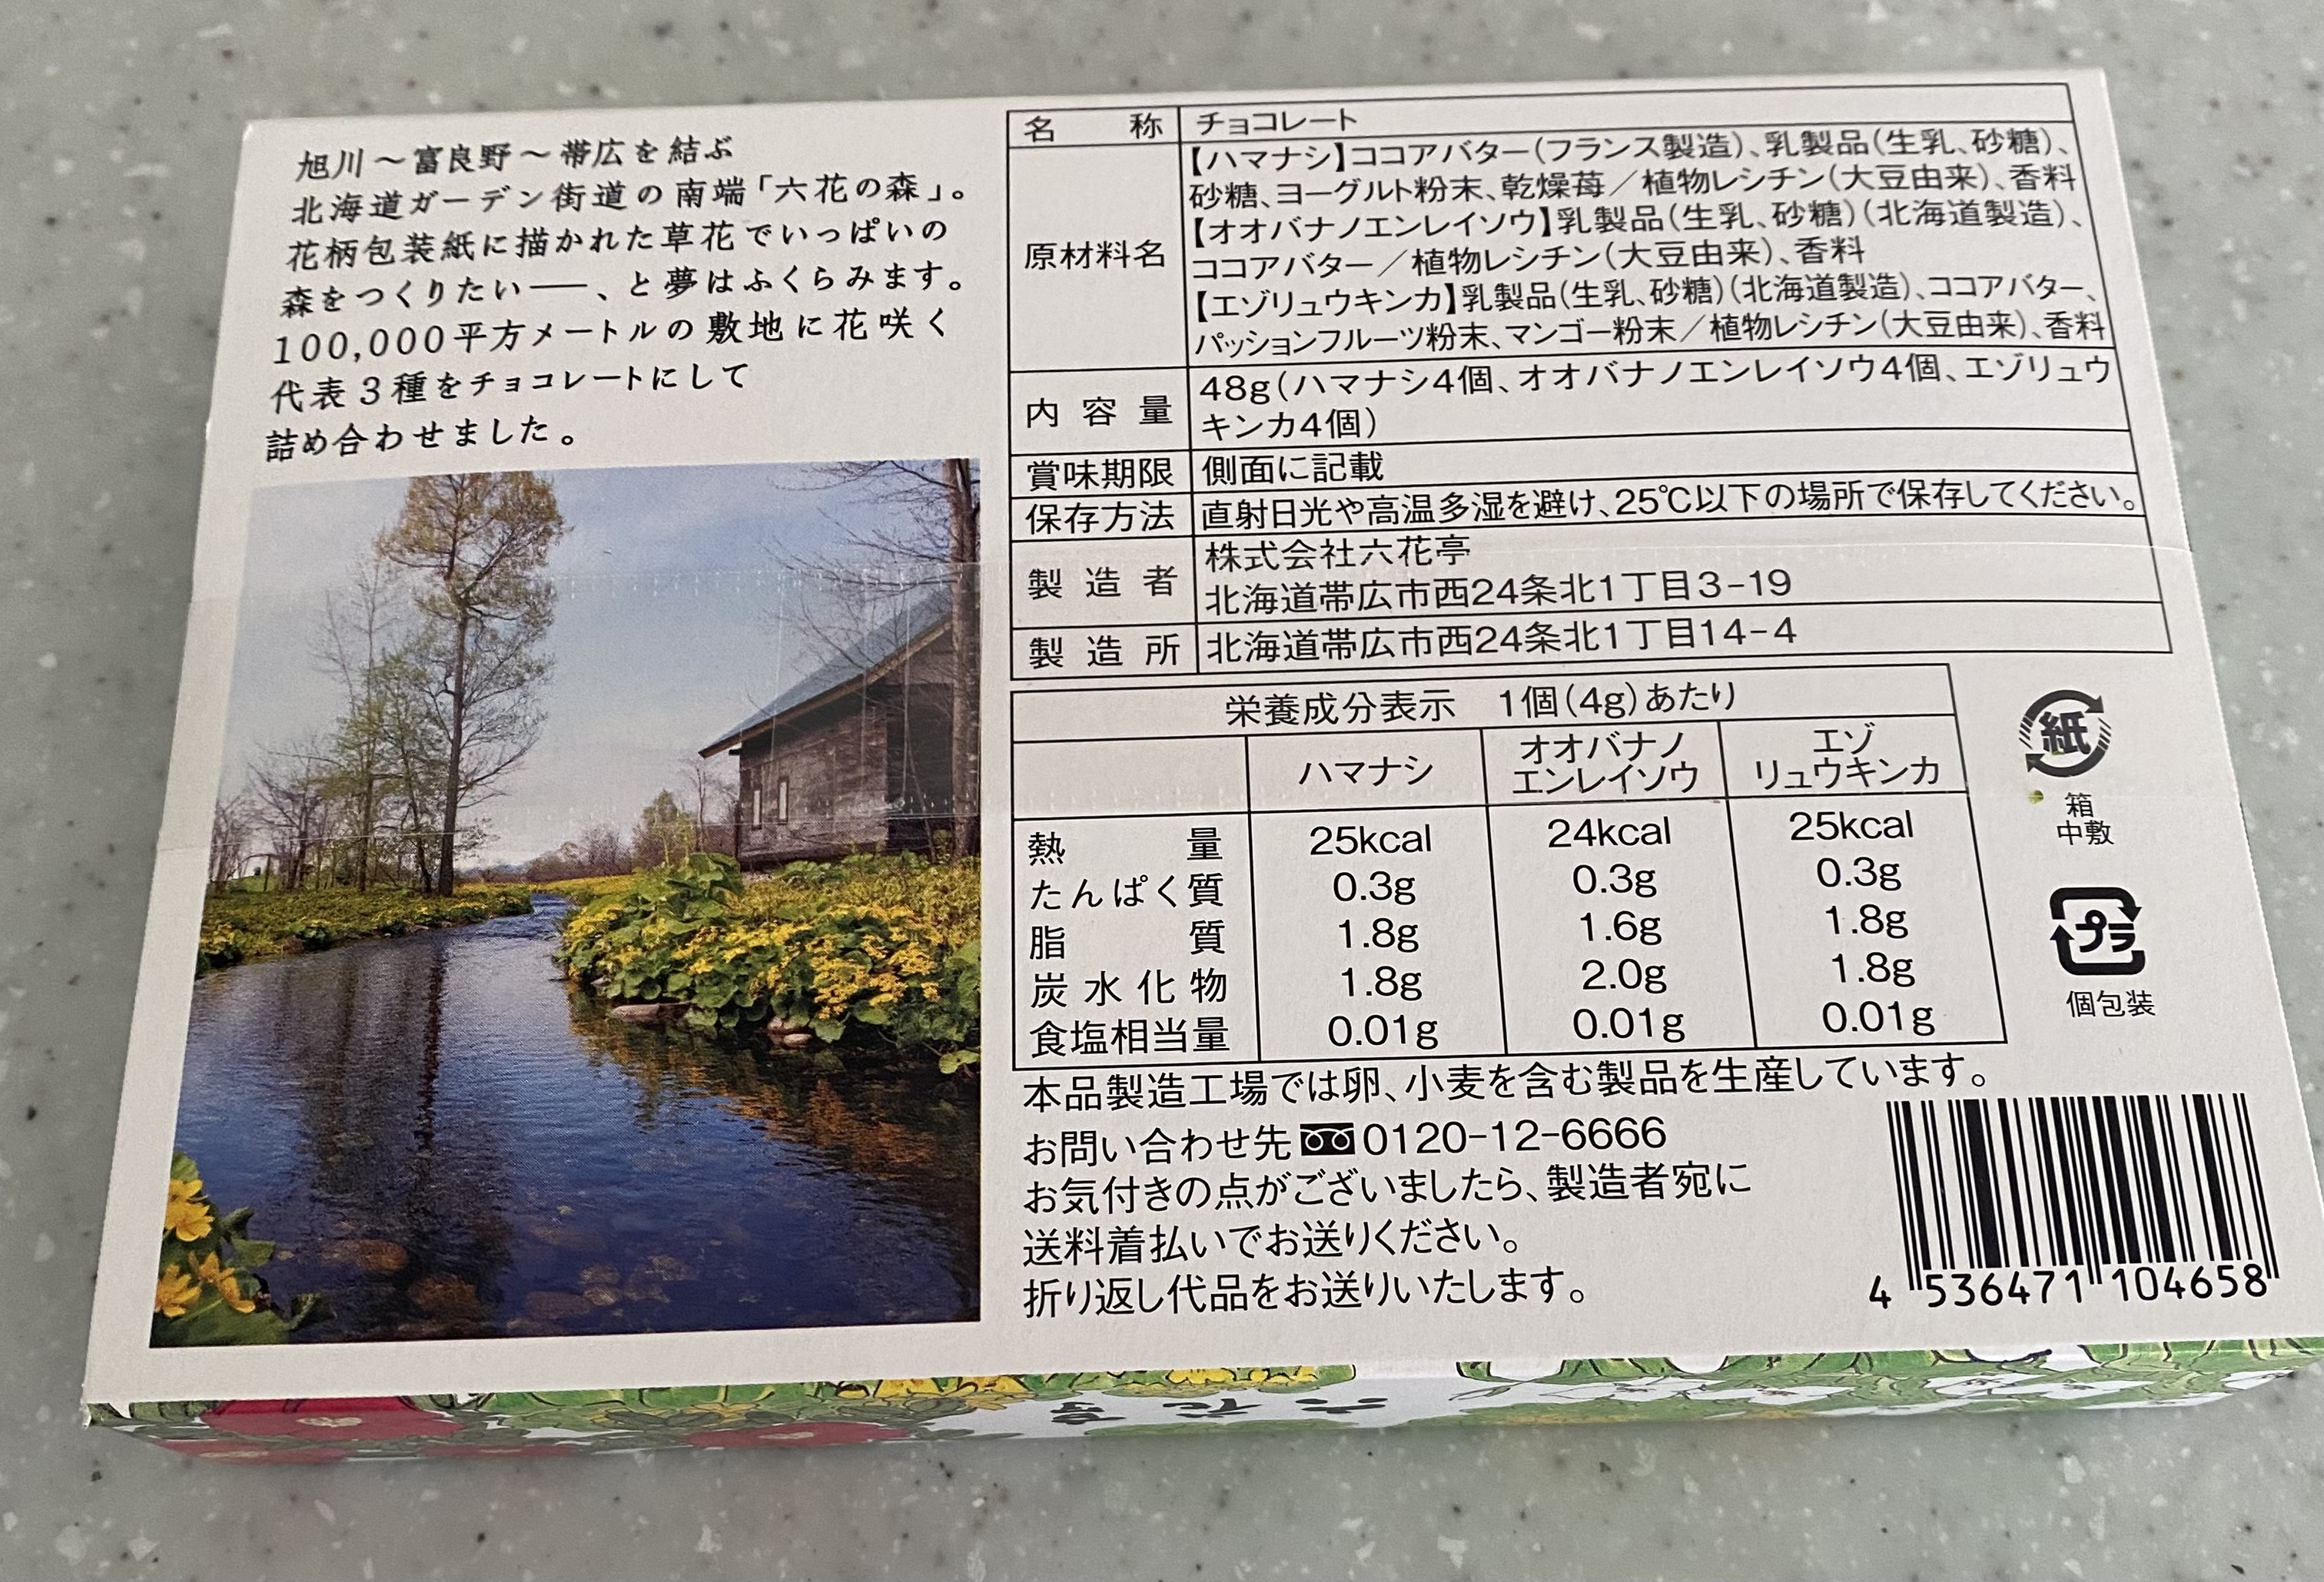 旭川～富良野～帯広を結ぶ
北海道ガーデン街道の南端「六花の森」。
花柄包装紙に描かれた草花でいっぱいの
森をつくりたい――、と夢はふくらみます。
100,000平方メートルの敷地に花咲く
代表3種をチョコレートにして
詰め合わせました。
名称 チョコレート
原材料名
【ハマナシ】ココアバター(フランス製造)、乳製品(生乳、砂糖)、
砂糖、ヨーグルト粉末、乾燥苺／植物レシチン(大豆由来)、香料
【オオバナノエンレイソウ】乳製品(生乳、砂糖)(北海道製造)、
ココアバター／植物レシチン(大豆由来)、香料
【エゾリュウキンカ】乳製品(生乳、砂糖)(北海道製造)、ココアバター、
パッションフルーツ粉末、マンゴー粉末／植物レシチン(大豆由来)、香料
内容量 48g(ハマナシ4個、オオバナノエンレイソウ4個、エゾリュウ
キンカ4個)
賞味期限 側面に記載
保存方法 直射日光や高温多湿を避け、25℃以下の場所で保存してください。
製造者 株式会社六花亭
北海道帯広市西24条北1丁目3-19
製造所 北海道帯広市西24条北1丁目14-4
栄養成分表示 1個(4g)あたり
ハマナシ オオバナノ エゾ
エンレイソウ リュウキンカ
熱量 25kcal 24kcal 25kcal
たんぱく質 0.3g 0.3g 0.3g
脂質 1.8g 1.6g 1.8g
炭水化物 1.8g 2.0g 1.8g
食塩相当量 0.01g 0.01g 0.01g
紙
箱
中敷
プラ
個包装
本品製造工場では卵、小麦を含む製品を生産しています。
お問い合わせ先 0120-12-6666
お気付きの点がございましたら、製造者宛に
送料着払いでお送りください。
折り返し代品をお送りいたします。
4 536471 104658
六花亭